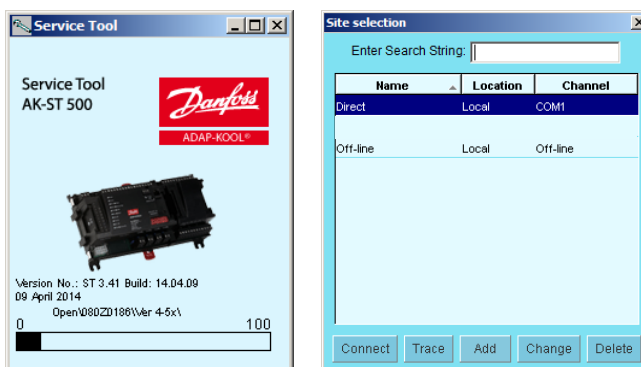 Service Tool
Service Tool
AK-ST 500
Danfoss
ADAP-KOOL®
Version No.: ST 3.41 Build: 14.04.09
09 April 2014
Open\080Z0186\Ver 4-5x\
0 100
Site selection
Enter Search String:
Name Location Channel
Direct Local COM1
Off-line Local Off-line
Connect Trace Add Change Delete